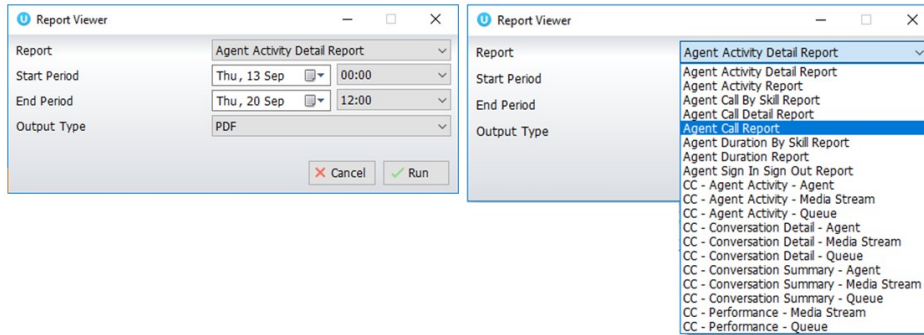 Report Viewer
Report
Agent Activity Detail Report
Start Period
Thu, 13 Sep
00:00
End Period
Thu, 20 Sep
12:00
Output Type
PDF
Cancel
Run
Report Viewer
Report
Agent Activity Detail Report
Start Period
End Period
Output Type
Agent Activity Detail Report
Agent Activity Report
Agent Call By Skill Report
Agent Call Detail Report
Agent Call Report
Agent Duration By Skill Report
Agent Duration Report
Agent Sign In Sign Out Report
CC - Agent Activity - Agent
CC - Agent Activity - Media Stream
CC - Agent Activity - Queue
CC - Conversation Detail - Agent
CC - Conversation Detail - Media Stream
CC - Conversation Detail - Queue
CC - Conversation Summary - Agent
CC - Conversation Summary - Media Stream
CC - Conversation Summary - Queue
CC - Performance - Media Stream
CC - Performance - Queue